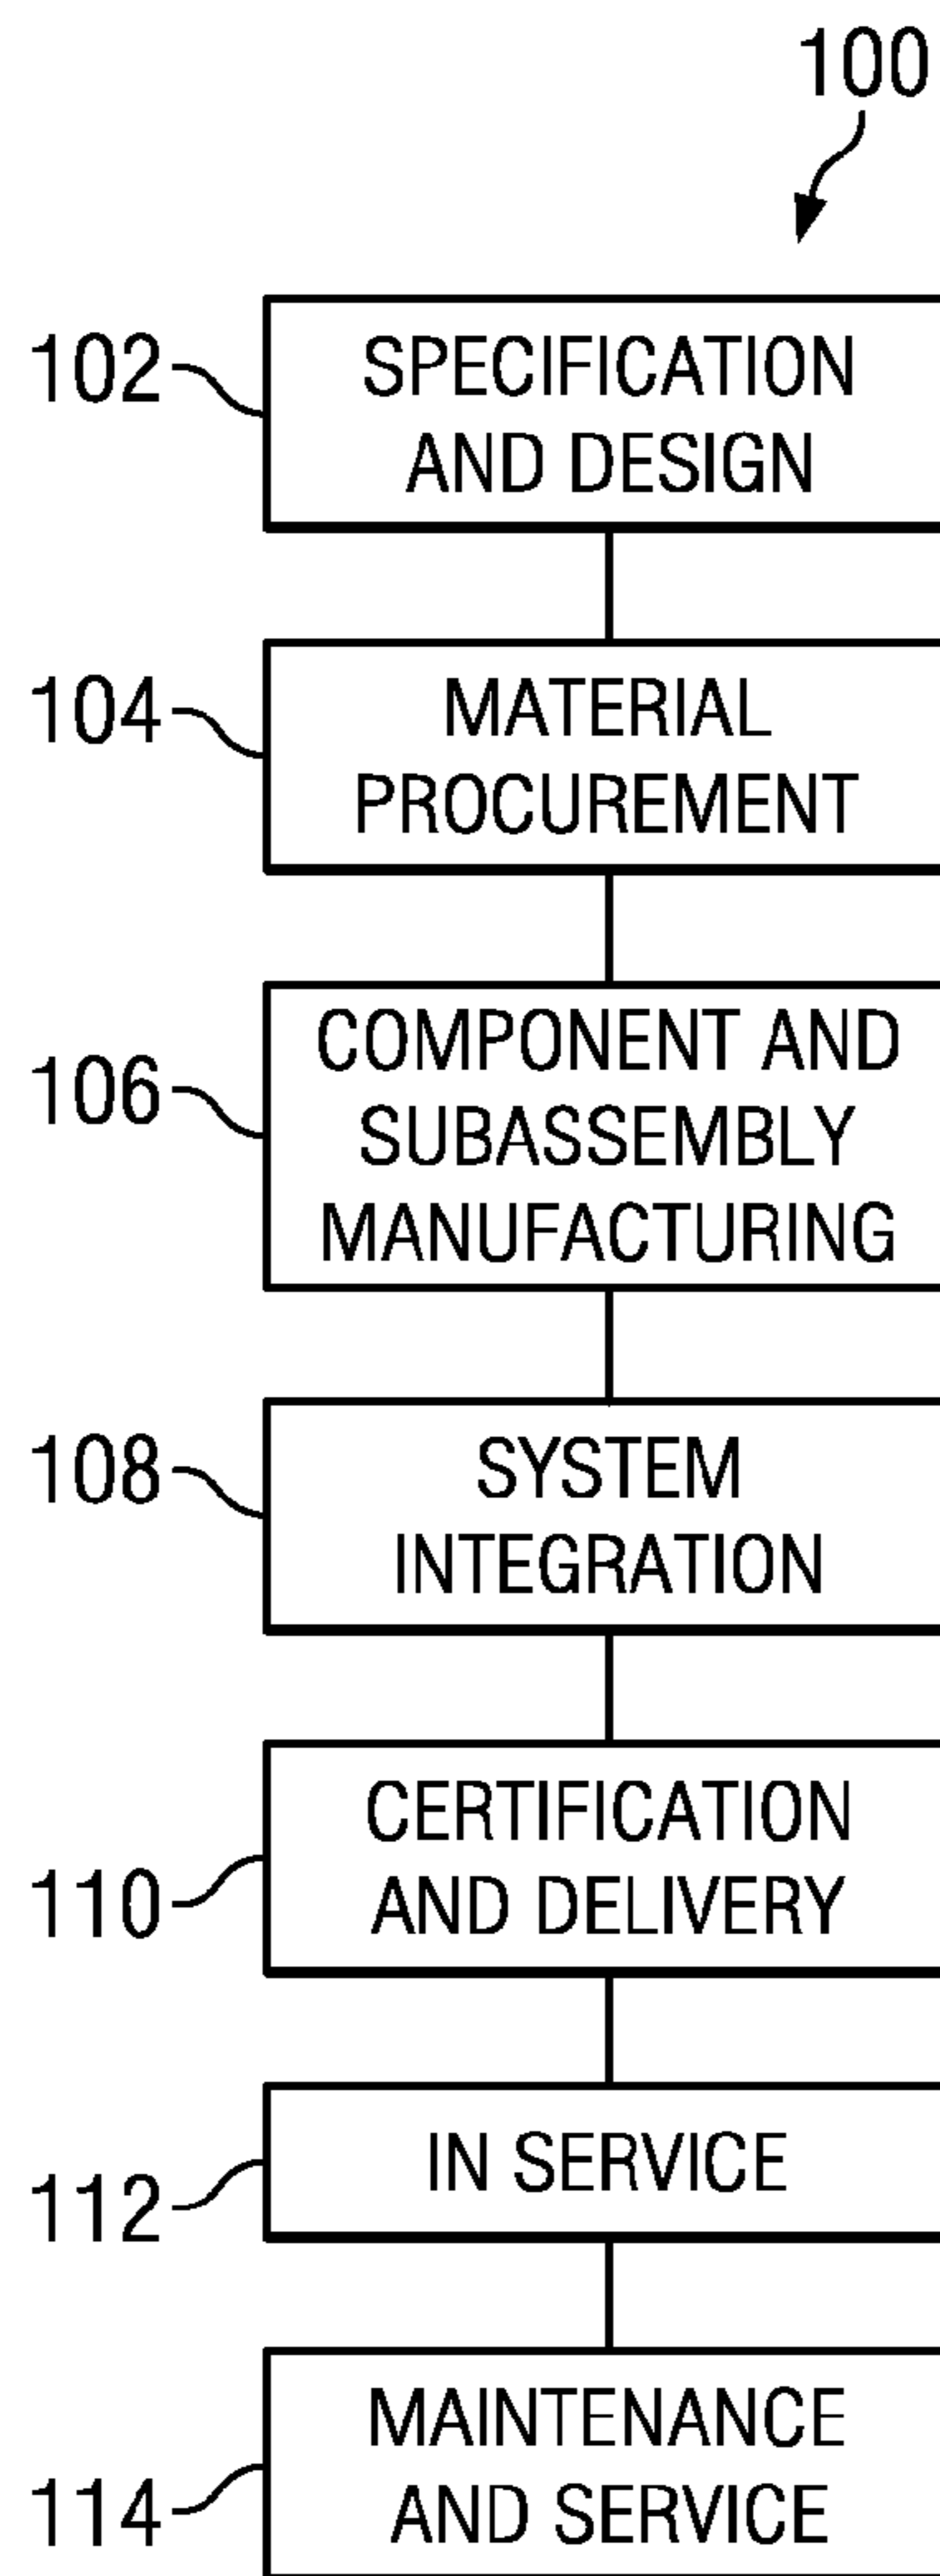 100
102
SPECIFICATION
AND DESIGN
104
MATERIAL
PROCUREMENT
106
COMPONENT AND
SUBASSEMBLY
MANUFACTURING
108
SYSTEM
INTEGRATION
110
CERTIFICATION
AND DELIVERY
112
IN SERVICE
114
MAINTENANCE
AND SERVICE